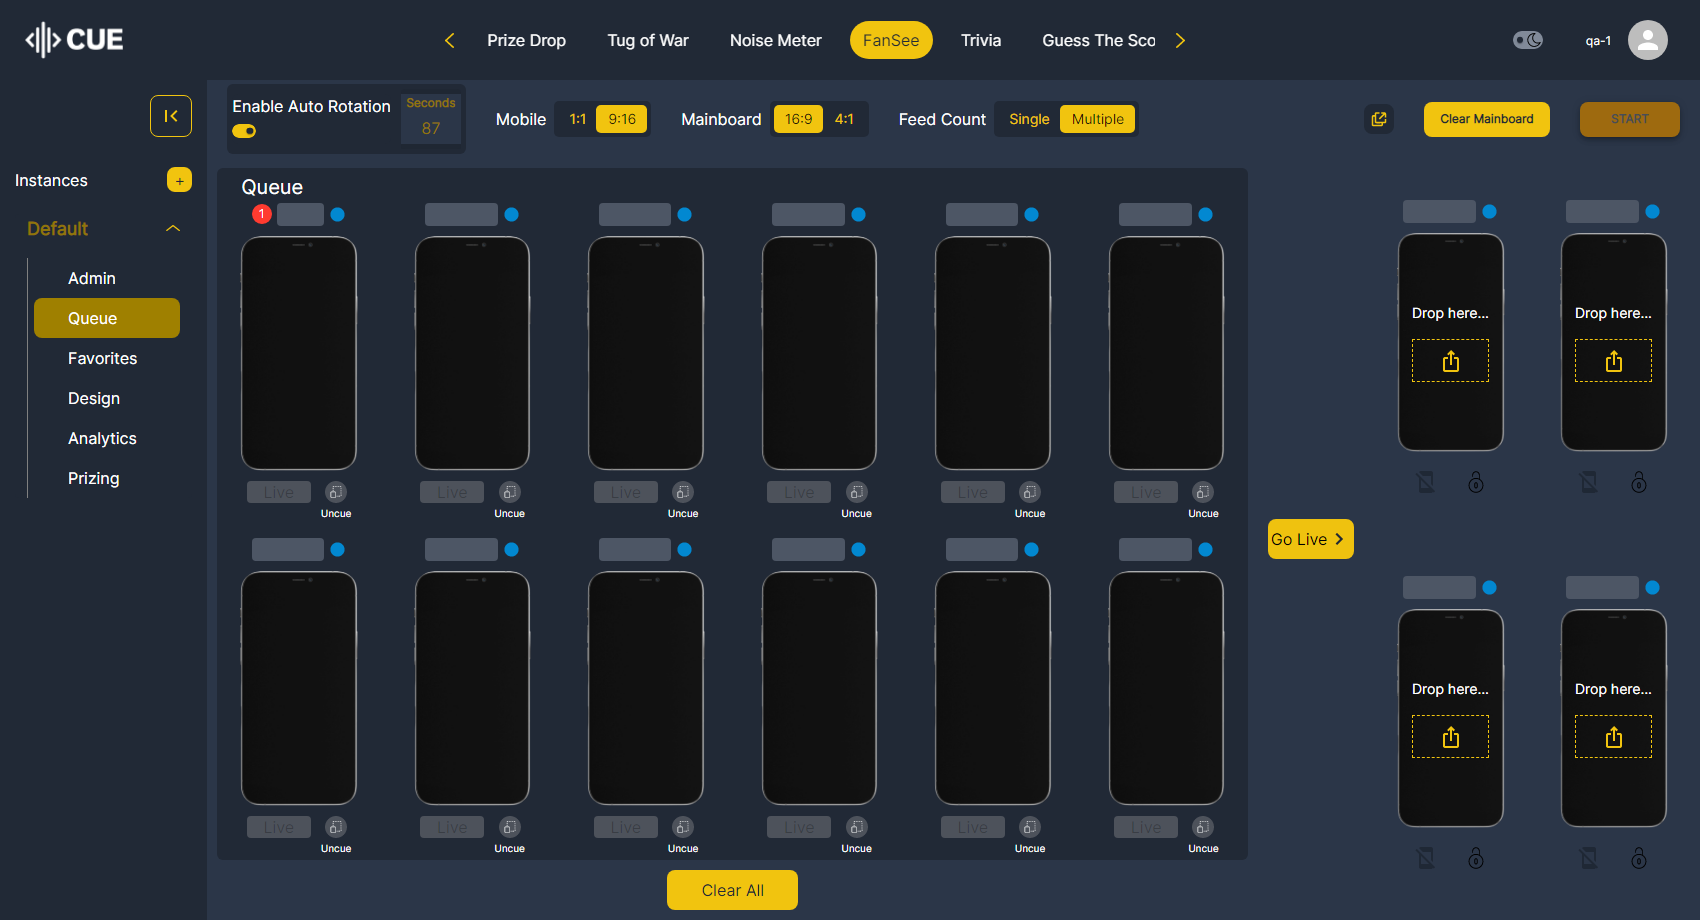 CUE
Prize Drop
Tug of War
Noise Meter
FanSee
Trivia
Guess The Sco
qa-1
Enable Auto Rotation
Seconds
87
Mobile
1:1
9:16
Mainboard
16:9
4:1
Feed Count
Single
Multiple
Clear Mainboard
START
Instances
+
Default
Admin
Queue
Favorites
Design
Analytics
Prizing
Queue
1
Live
Live
Live
Live
Live
Live
Uncue
Uncue
Uncue
Uncue
Uncue
Uncue
Live
Live
Live
Live
Live
Live
Uncue
Uncue
Uncue
Uncue
Uncue
Uncue
Clear All
Go Live
Drop here...
Drop here...
Drop here...
Drop here...